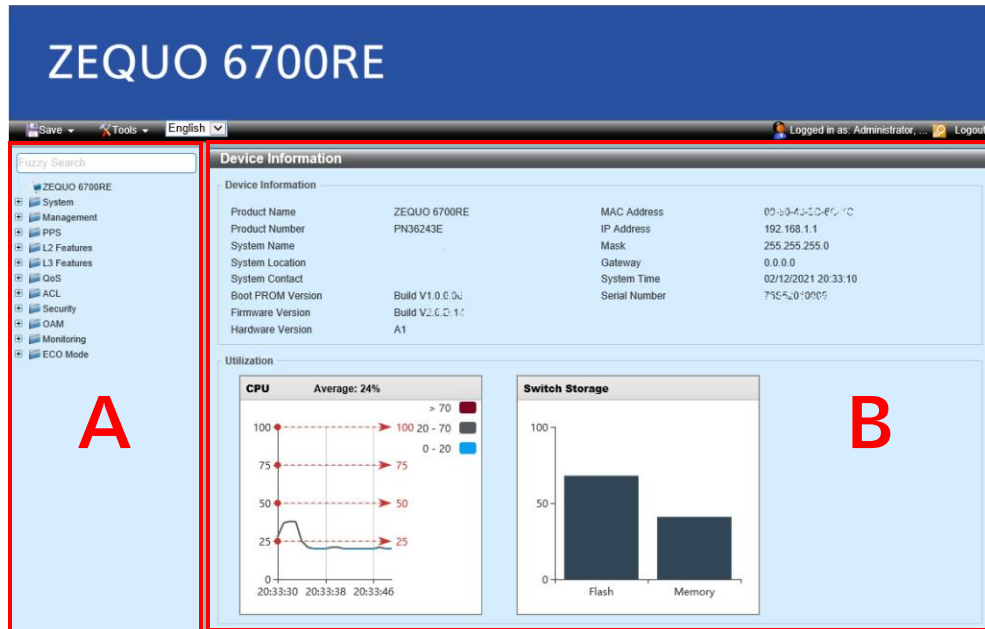 ZEQUO 6700RE
Save Tools English Logged in as: Administrator, ... Logout
Fuzzy Search
ZEQUO 6700RE
System
Management
PPS
L2 Features
L3 Features
QoS
ACL
Security
OAM
Monitoring
ECO Mode
A
Device Information
Device Information
Product Name ZEQUO 6700RE MAC Address
Product Number PN36243E IP Address 192.168.1.1
System Name Mask 255.255.255.0
System Location Gateway 0.0.0.0
System Contact System Time 02/12/2021 20:33:10
Boot PROM Version Build Serial Number
Firmware Version Build
Hardware Version A1
Utilization
CPU Average: 24%
> 70
100 100 20 - 70
0 - 20
75 75
50 50
25 25
0
20:33:30 20:33:38 20:33:46
Switch Storage
100
50
0
Flash Memory
B